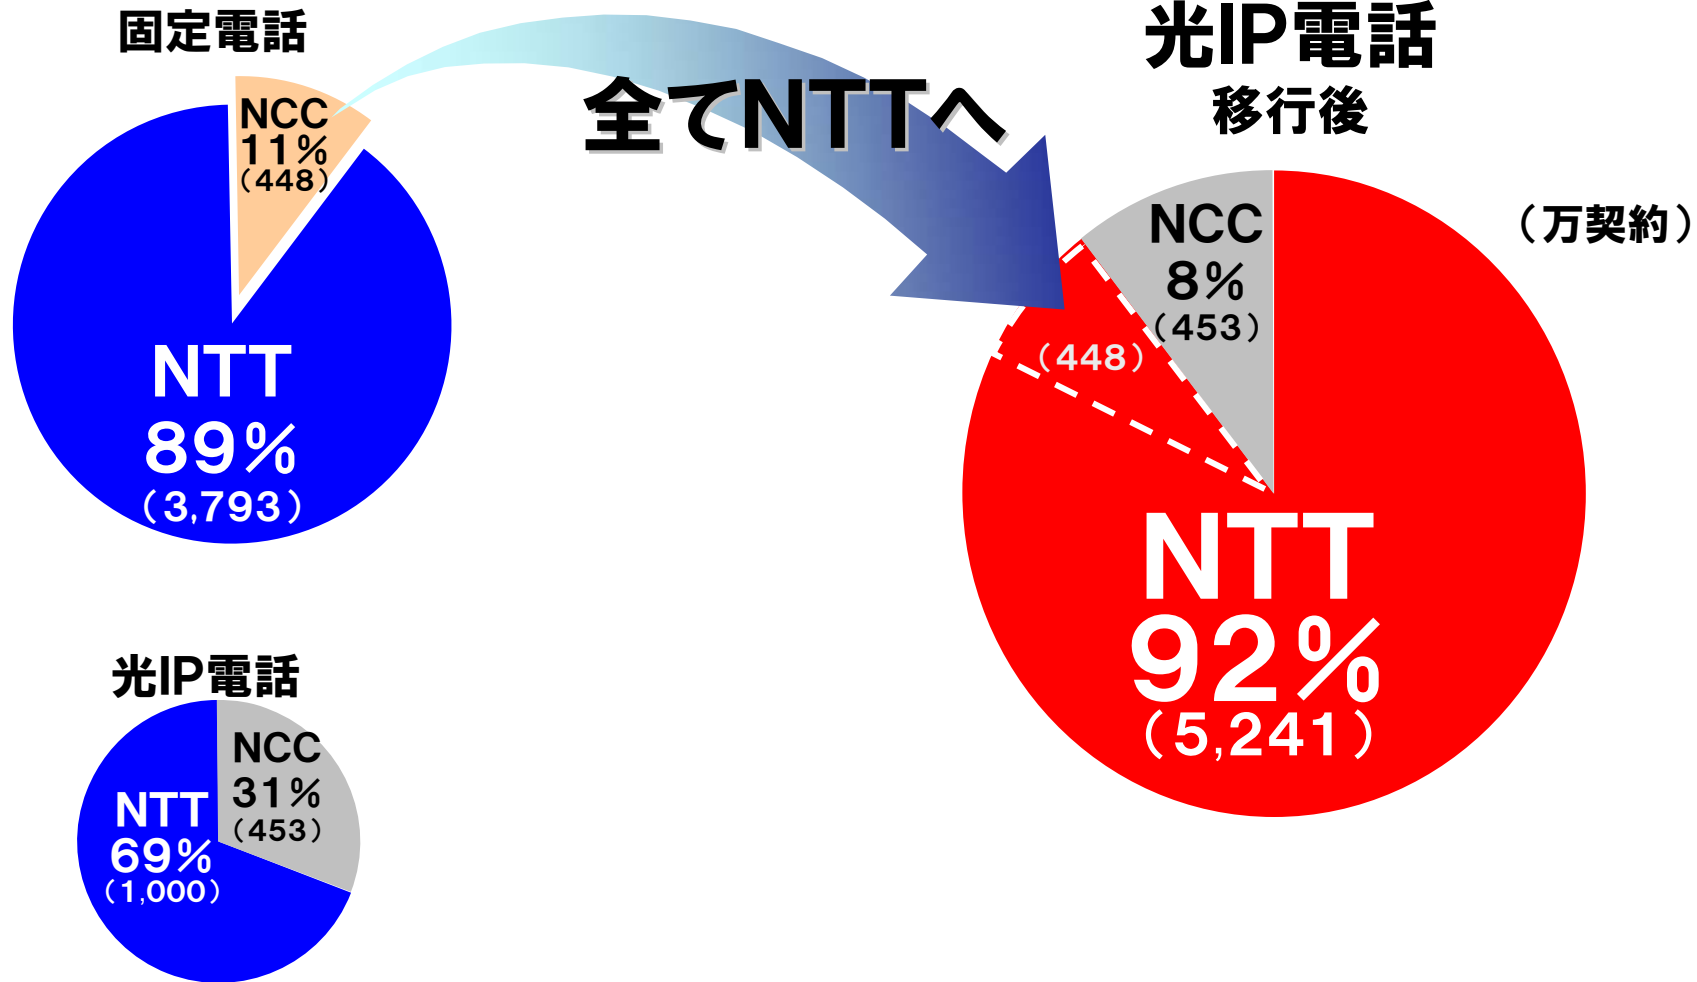 固定電話
NCC
11%
(448)
NTT
89%
(3,793)
全てNTTへ
光IP電話
移行後
(万契約)
NCC
8%
(453)
(448)
NTT
92%
(5,241)
光IP電話
NCC
31%
(453)
NTT
69%
(1,000)